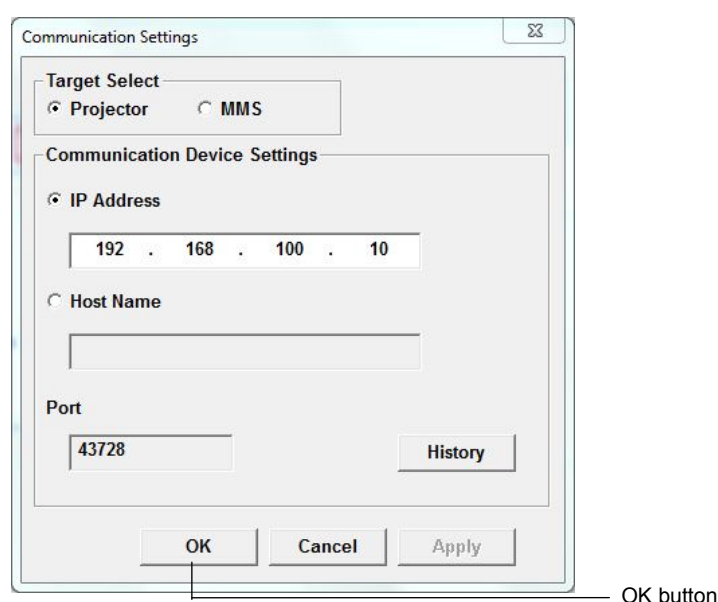 Communication Settings
Target Select
Projector MMS
Communication Device Settings
IP Address
192 . 168 . 100 . 10
Host Name
Port
43728
History
OK Cancel Apply
OK button